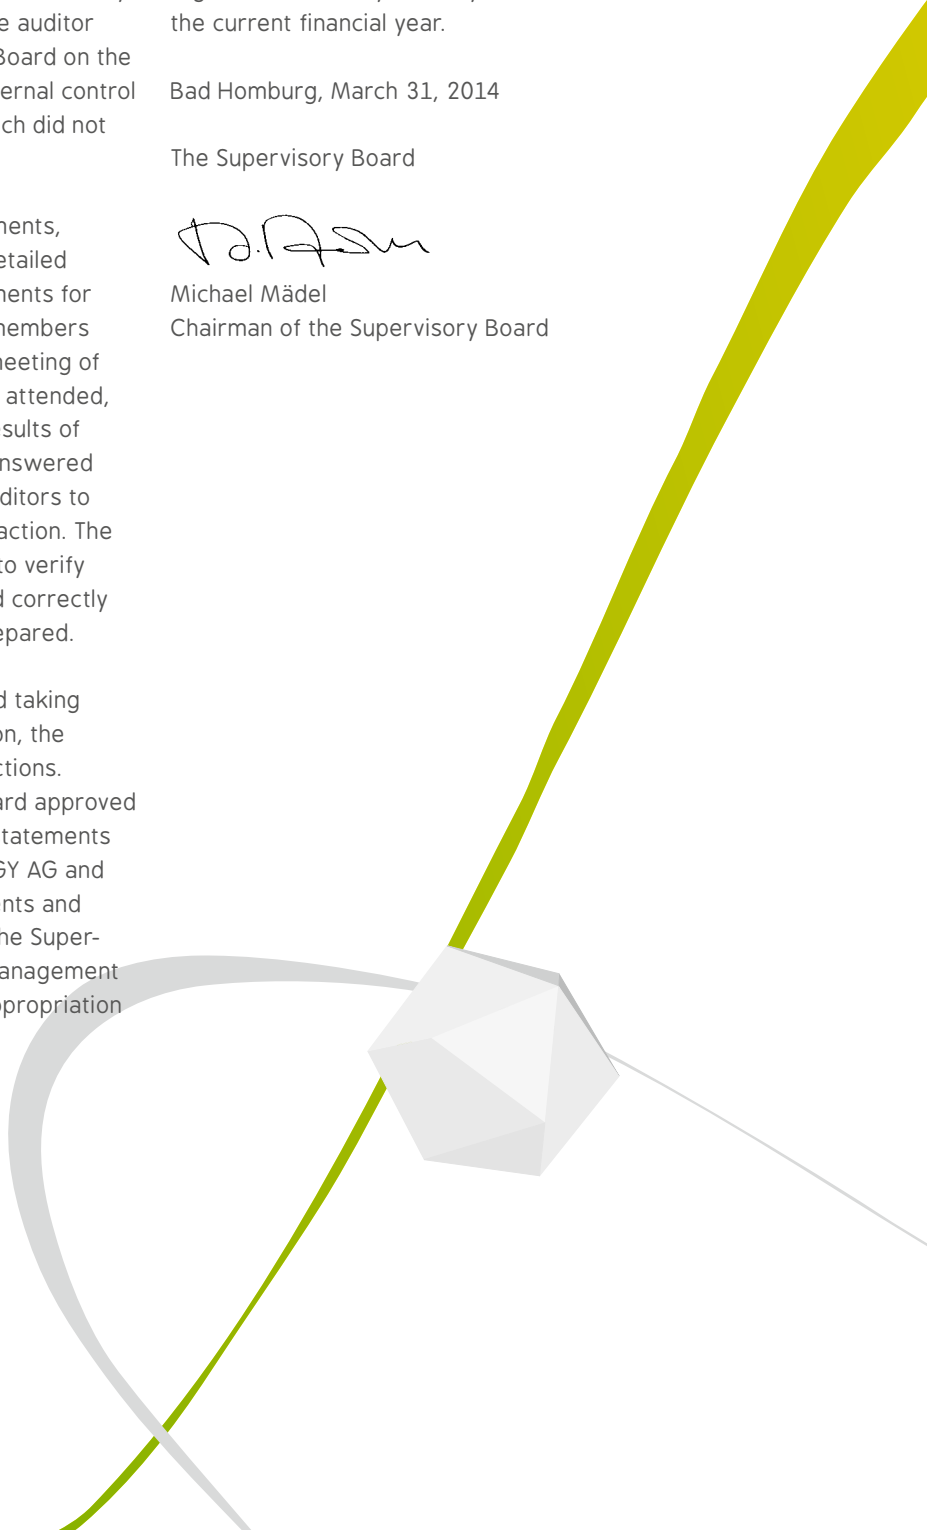 e auditor
Board on the
ernal control
ch did not
nents,
etailed
nents for
nembers
neeting of
attended,
sults of
nswered
ditors to
action. The
to verify
d correctly
epared.
d taking
on, the
ctions.
ard approved
tatements
GY AG and
ents and
he Super-
anagement
ppropriation
the current financial year.
Bad Homburg, March 31, 2014
The Supervisory Board
Michael Mädel
Chairman of the Supervisory Board